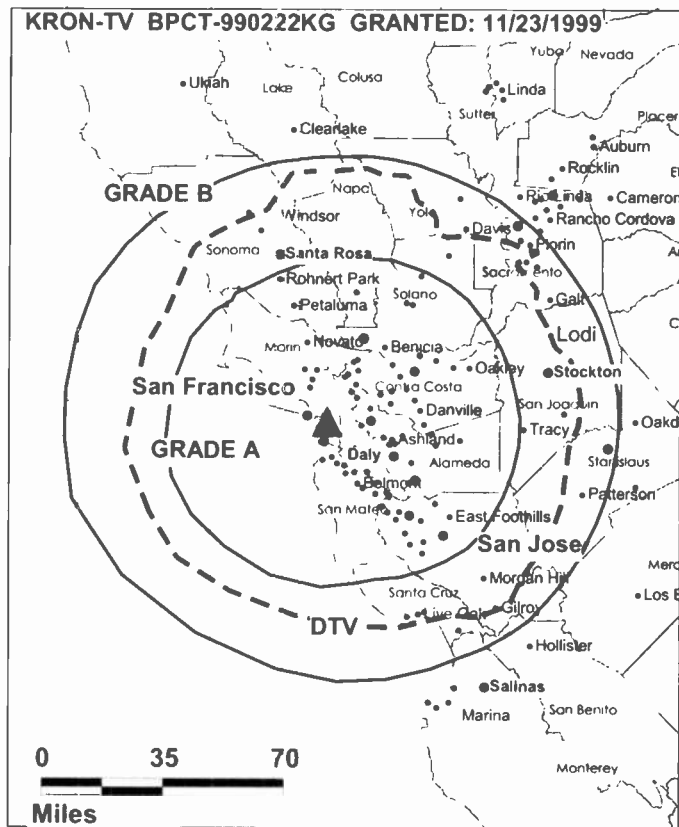 KRON-TV BPCT-990222KG GRANTED: 11/23/1999
Yuba
Nevada
Ukiah
Lake
Colusa
Linda
Sutter
Placer
Clearlake
Auburn
Rocklin
GRADE B
Napa
Rio Linda
Cameron
Windsor
Yolo
Rancho Cordova
Davis
Florin
Sonoma
Santa Rosa
Sacramento
Rohnert Park
Solano
Petaluma
Galt
Lodi
Marin
Novato
Benicia
Oakley
Stockton
San Francisco
Contra Costa
Danville
San Joaquin
Oakd
GRADE A
Ashland
Tracy
Daly
Alameda
Stanislaus
Belmont
Patterson
San Mateo
East Foothills
San Jose
Merc
Morgan Hill
Santa Cruz
Los B
Live Oak
Gilroy
DTV
Hollister
Salinas
Marina
San Benito
0 35 70
Monterey
Miles